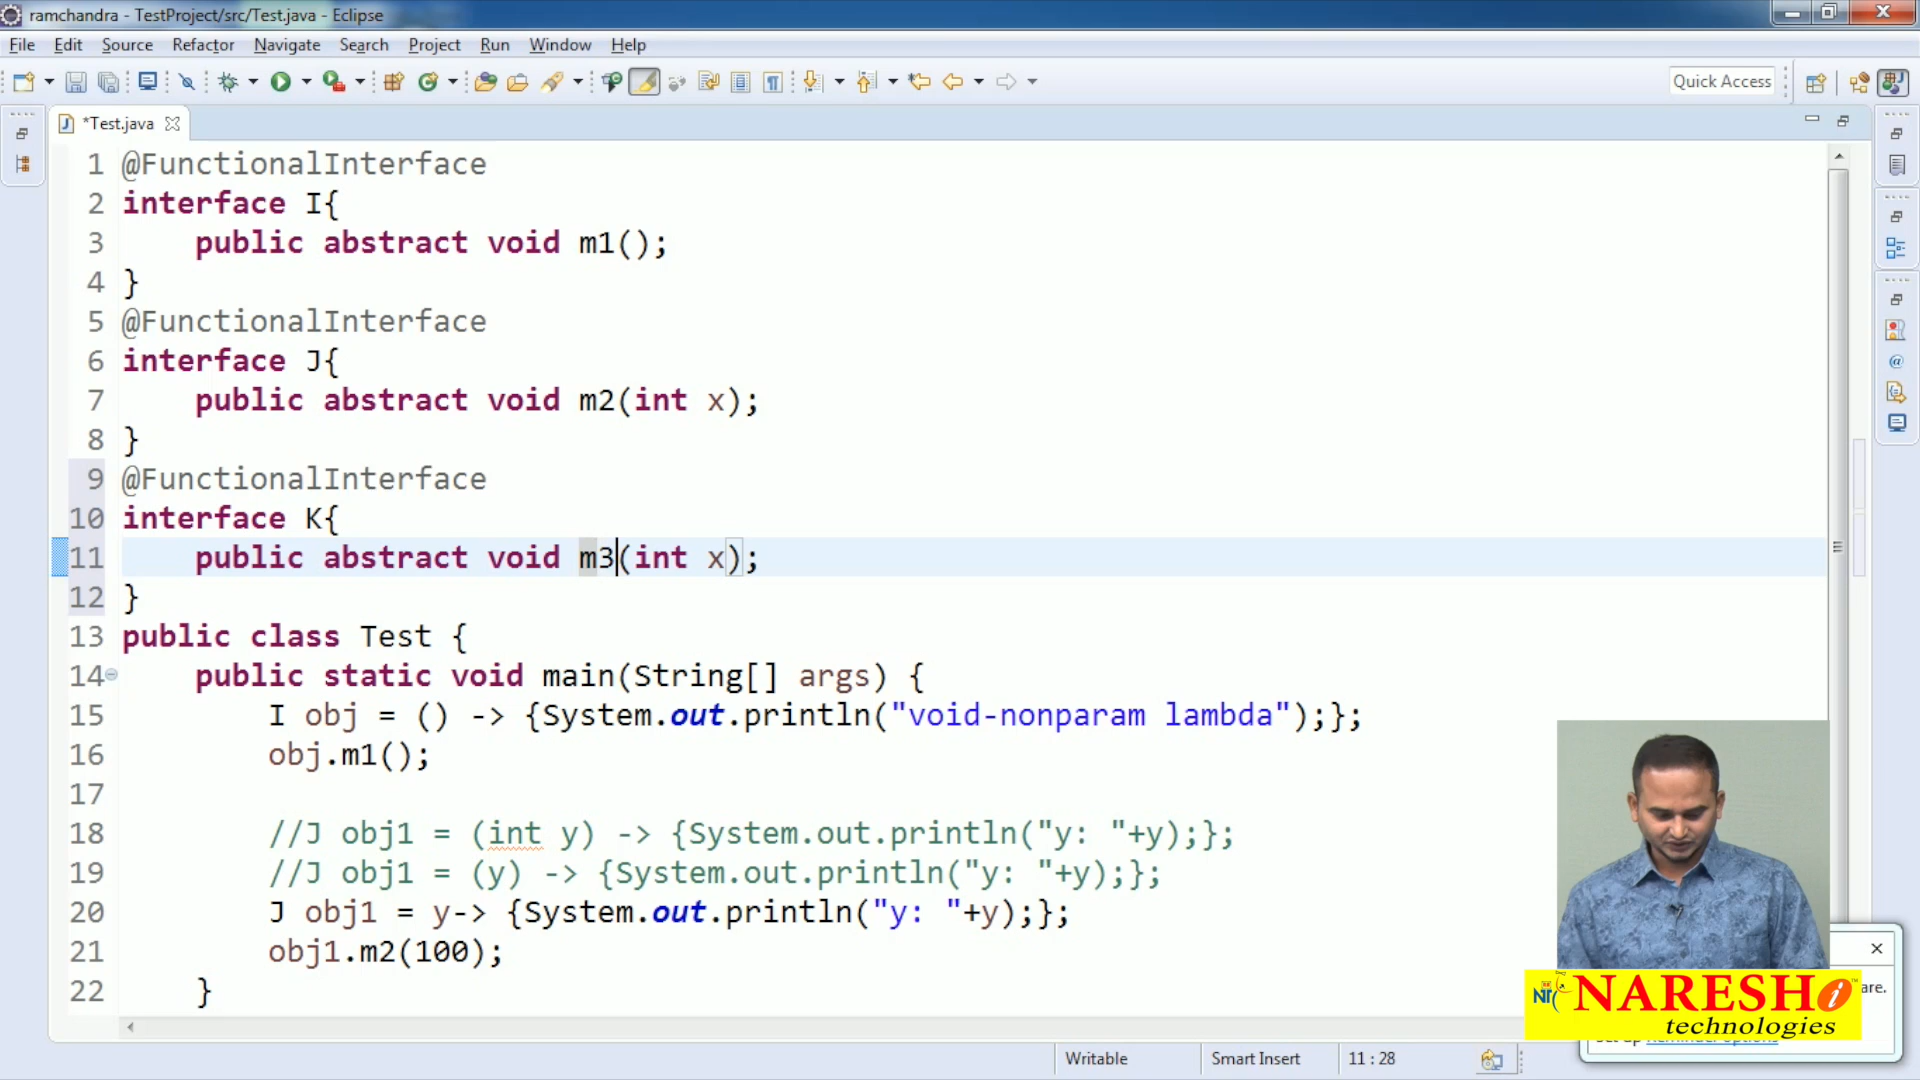 ramchandra - TestProject/src/Test.java - Eclipse
File Edit Source Refactor Navigate Search Project Run Window Help
Quick Access
*Test.java
1 @FunctionalInterface
2 interface I{
3 public abstract void m1();
4 }
5 @FunctionalInterface
6 interface J{
7 public abstract void m2(int x);
8 }
9 @FunctionalInterface
10 interface K{
11 public abstract void m3(int x);
12 }
13 public class Test {
14 public static void main(String[] args) {
15 I obj = () -> {System.out.println("void-nonparam lambda");};
16 obj.m1();
17
18 //J obj1 = (int y) -> {System.out.println("y: "+y);};
19 //J obj1 = (y) -> {System.out.println("y: "+y);};
20 J obj1 = y-> {System.out.println("y: "+y);};
21 obj1.m2(100);
22 }
are.
NARESH i
technologies
Writable Smart Insert 11 : 28